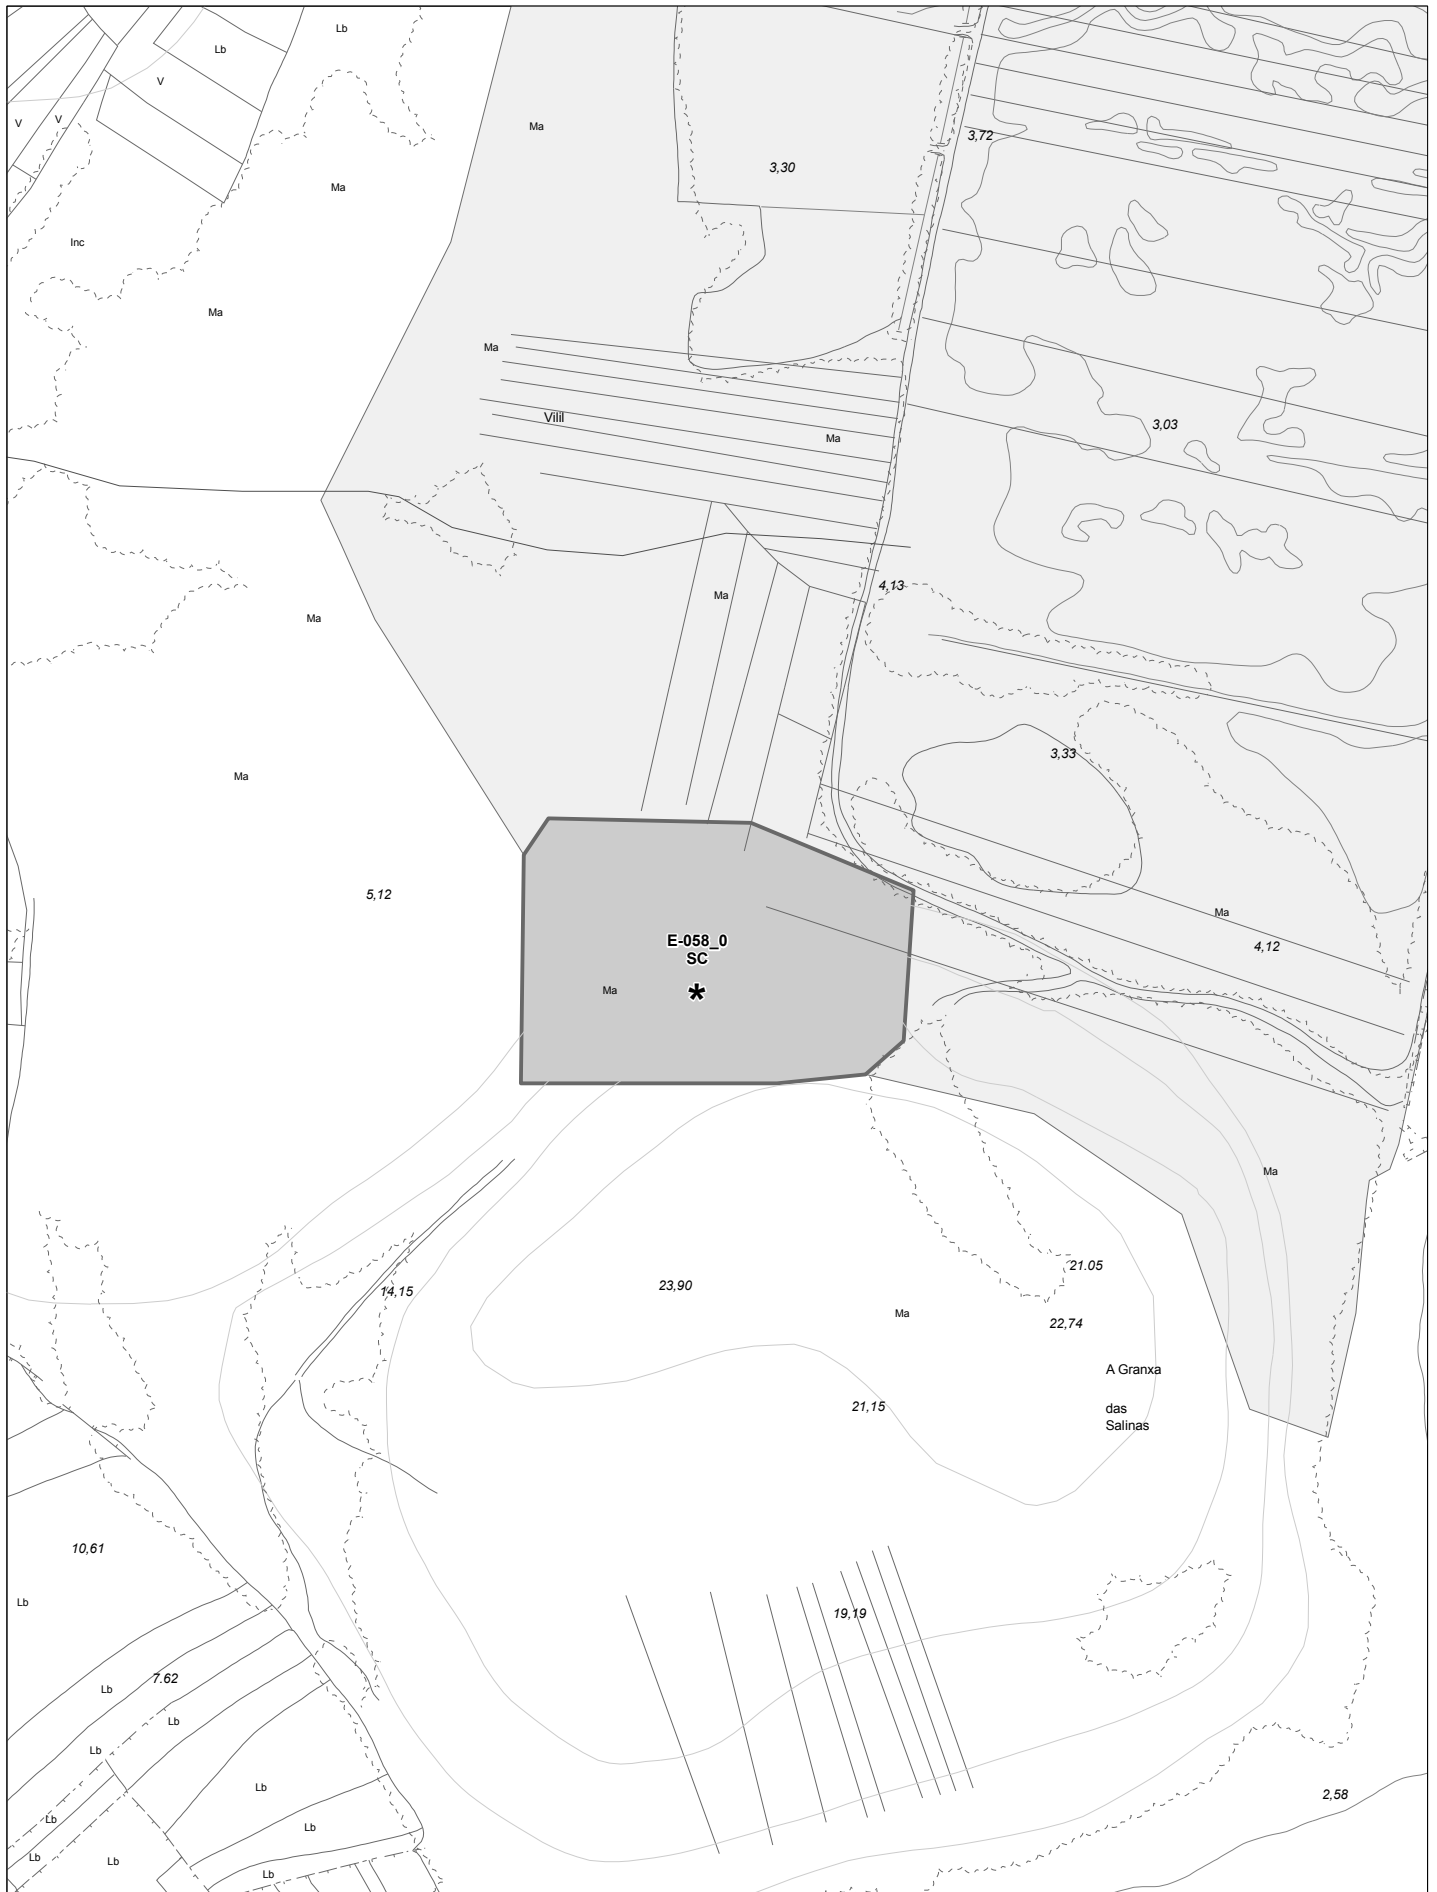 Lb
Lb
V
V
V
Ma
3,72
3,30
Ma
Inc
Ma
Ma
Vilil
3,03
Ma
4,13
Ma
Ma
3,33
Ma
5,12
Ma
E-058_0
SC
*
4,12
Ma
Ma
21.05
23,90
14,15
Ma
22,74
A Granxa
21,15
das
Salinas
10,61
Lb
19,19
7.62
Lb
Lb
Lb
Lb
2,58
Lb
Lb
Lb
Lb
Lb